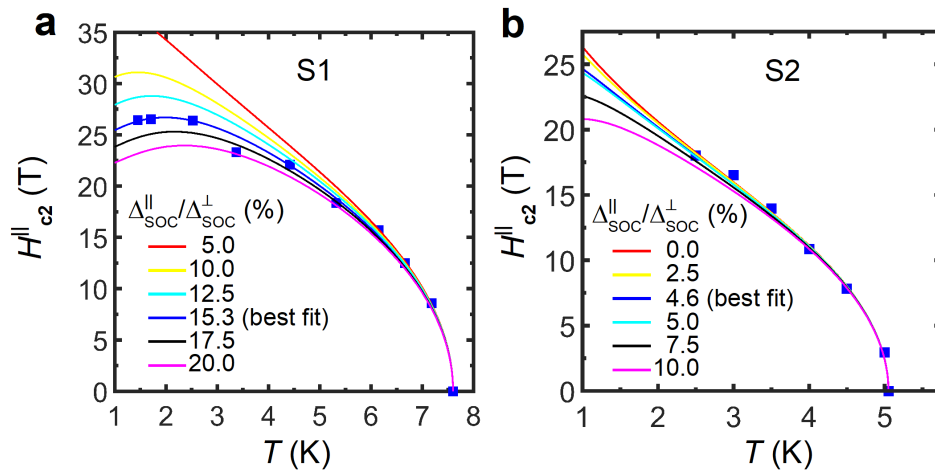 a
S1
H∥c2 (T)
35
30
25
20
15
10
5
0
Δ∥SOC/Δ⊥SOC (%)
5.0
10.0
12.5
15.3 (best fit)
17.5
20.0
1 2 3 4 5 6 7 8
T (K)
b
S2
H∥c2 (T)
25
20
15
10
5
0
Δ∥SOC/Δ⊥SOC (%)
0.0
2.5
4.6 (best fit)
5.0
7.5
10.0
1 2 3 4 5
T (K)